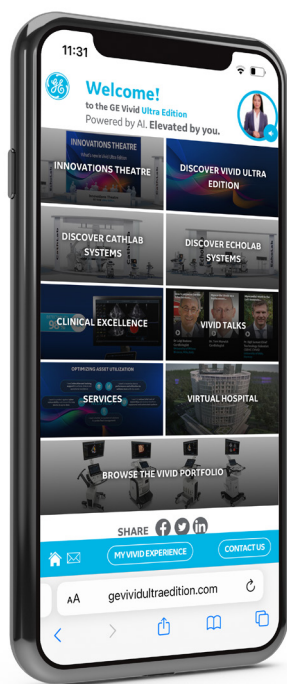 11:31
Welcome!
to the GE Vivid Ultra Edition
Powered by AI. Elevated by you.
INNOVATIONS THEATRE
INNOVATIONS THEATRE
DISCOVER VIVID ULTRA
EDITION
DISCOVER CATHLAB
SYSTEMS
DISCOVER ECHOLAB
SYSTEMS
CLINICAL EXCELLENCE
VIVID TALKS
OPTIMIZING ASSET UTILIZATION
SERVICES
VIRTUAL HOSPITAL
BROWSE THE VIVID PORTFOLIO
SHARE
MY VIVID EXPERIENCE
CONTACT US
AA
gevividultraedition.com